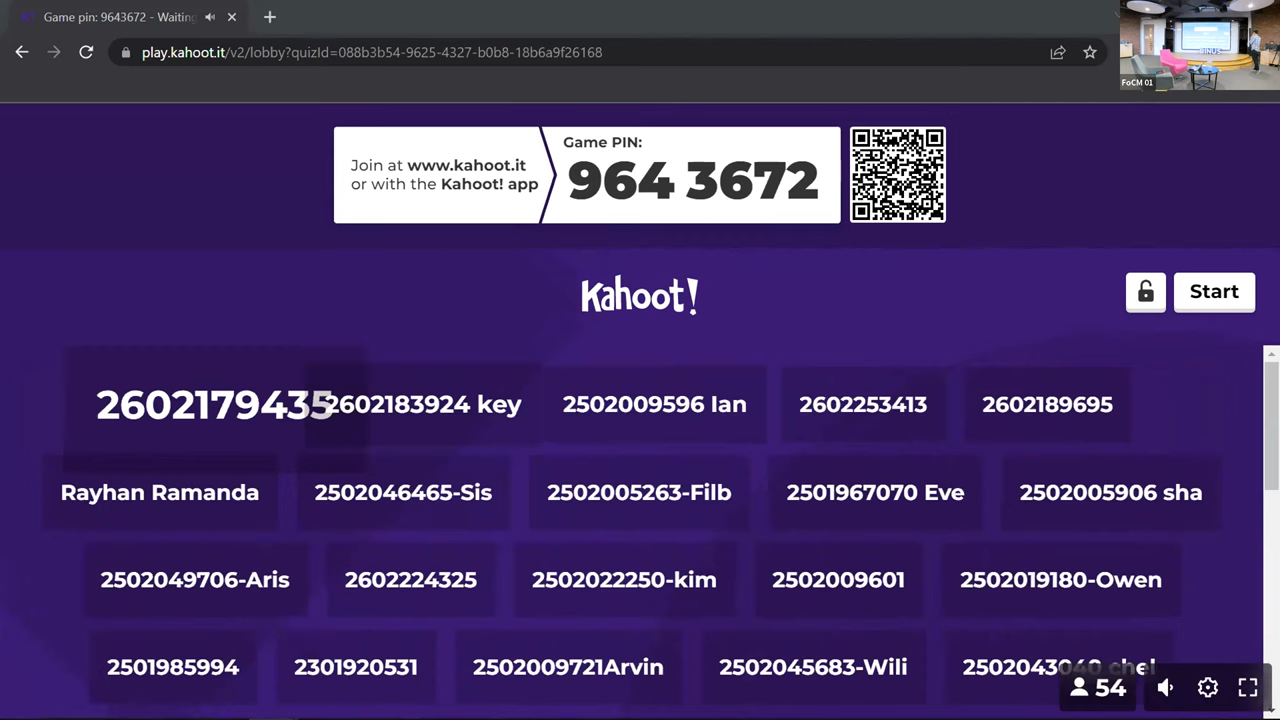 Game pin: 9643672 - Waiting
play.kahoot.it/v2/lobby?quizId=088b3b54-9625-4327-b0b8-18b6a9f26168
FoCM 01
Join at www.kahoot.it
or with the Kahoot! app
Game PIN:
964 3672
Kahoot!
Start
2602179435 2602183924 key 2502009596 Ian 2602253413 2602189695
Rayhan Ramanda 2502046465-Sis 2502005263-Filb 2501967070 Eve 2502005906 sha
2502049706-Aris 2602224325 2502022250-kim 2502009601 2502019180-Owen
2501985994 2301920531 2502009721Arvin 2502045683-Wili 2502043040 chel
54